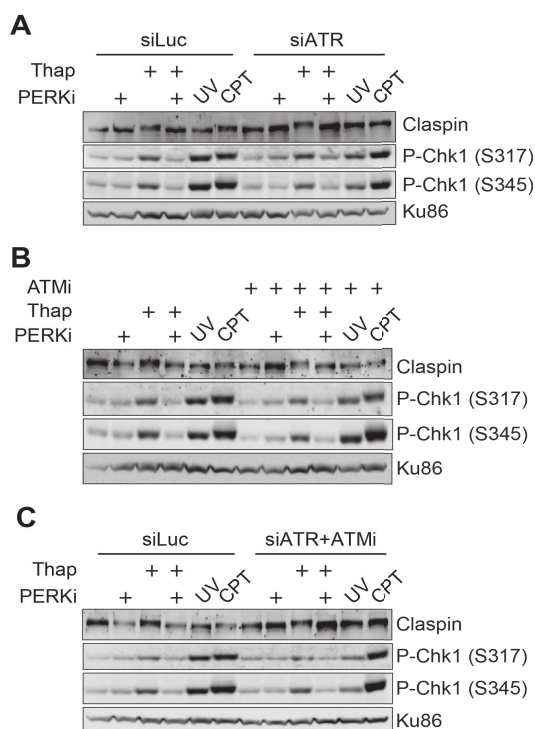 A
siLuc siATR
Thap + + + +
PERKi + + UV CPT + + UV CPT
Claspin
P-Chk1 (S317)
P-Chk1 (S345)
Ku86
B
ATMi + + + + + +
Thap + + + +
PERKi + + UV CPT + + UV CPT
Claspin
P-Chk1 (S317)
P-Chk1 (S345)
Ku86
C
siLuc siATR+ATMi
Thap + + + +
PERKi + + UV CPT + + UV CPT
Claspin
P-Chk1 (S317)
P-Chk1 (S345)
Ku86